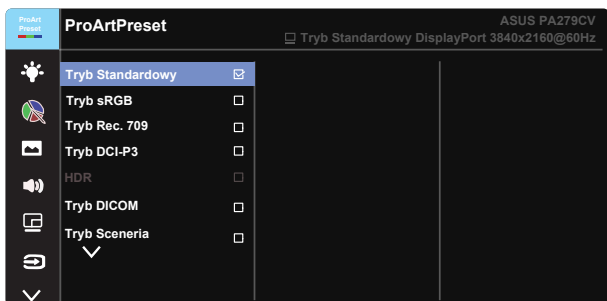 ProArt
Preset
ProArtPreset
ASUS PA279CV
Tryb Standardowy DisplayPort 3840x2160@60Hz
Tryb Standardowy
Tryb sRGB
Tryb Rec. 709
Tryb DCI-P3
HDR
Tryb DICOM
Tryb Sceneria